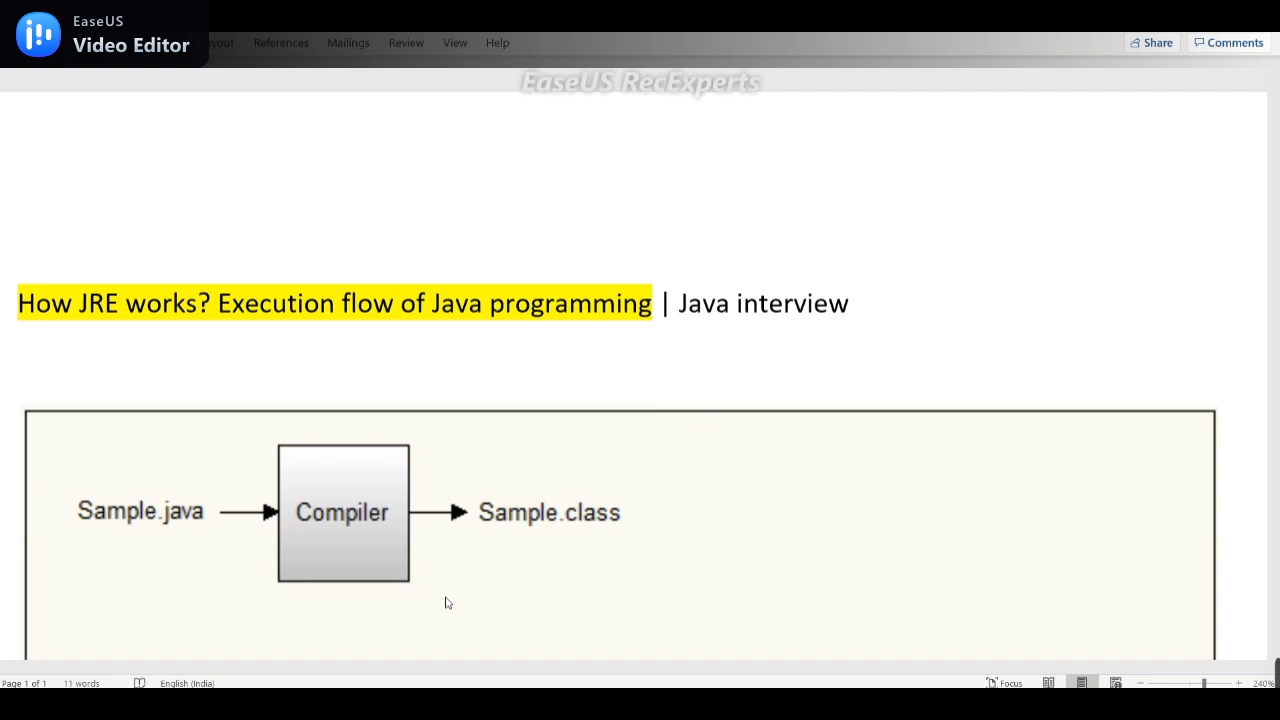 EaseUS
Video Editor
ayout References Mailings Review View Help
Share Comments
EaseUS RecExperts
How JRE works? Execution flow of Java programming | Java interview
Sample.java Compiler Sample.class
Page 1 of 1 11 words English (India) Focus 240%